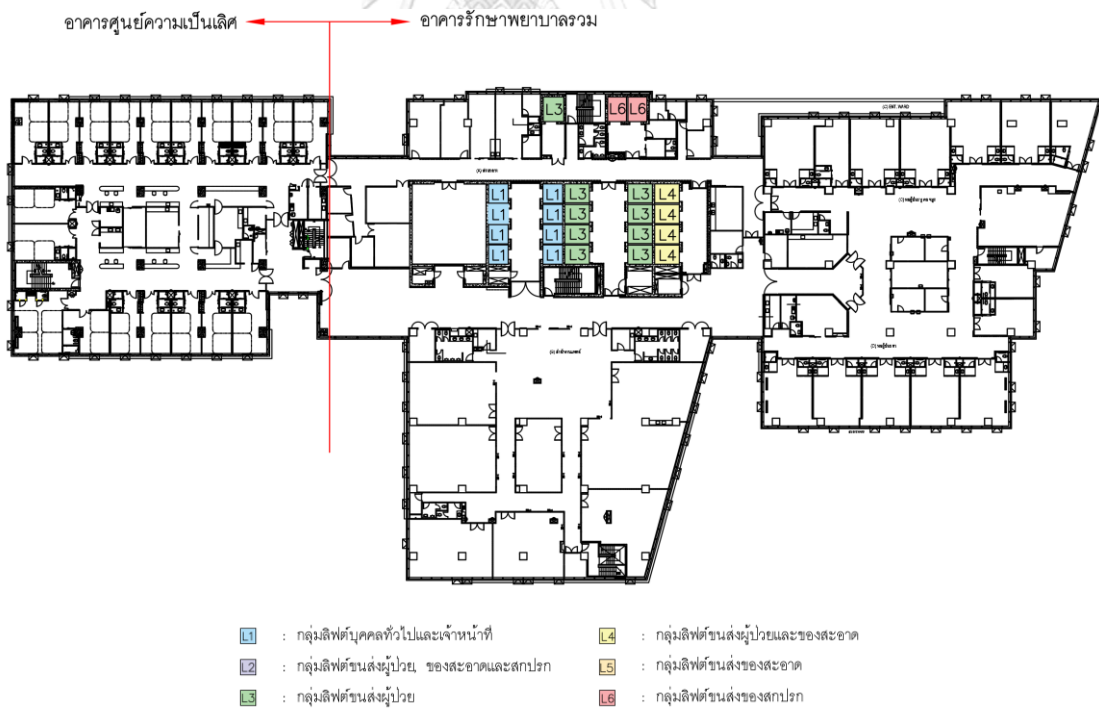 อาคารศูนย์ความเป็นเลิศ
อาคารรักษาพยาบาลรวม
L3 L6 L6
(C) ENT. WARD
L1 L1 L3 L3 L4
L1 L1 L3 L3 L4
L1 L1 L3 L3 L4
L1 L1 L3 L3 L4
L1 : กลุ่มลิฟต์บุคคลทั่วไปและเจ้าหน้าที่
L2 : กลุ่มลิฟต์ขนส่งผู้ป่วย, ของสะอาดและสกปรก
L3 : กลุ่มลิฟต์ขนส่งผู้ป่วย
L4 : กลุ่มลิฟต์ขนส่งผู้ป่วยและของสะอาด
L5 : กลุ่มลิฟต์ขนส่งของสะอาด
L6 : กลุ่มลิฟต์ขนส่งของสกปรก